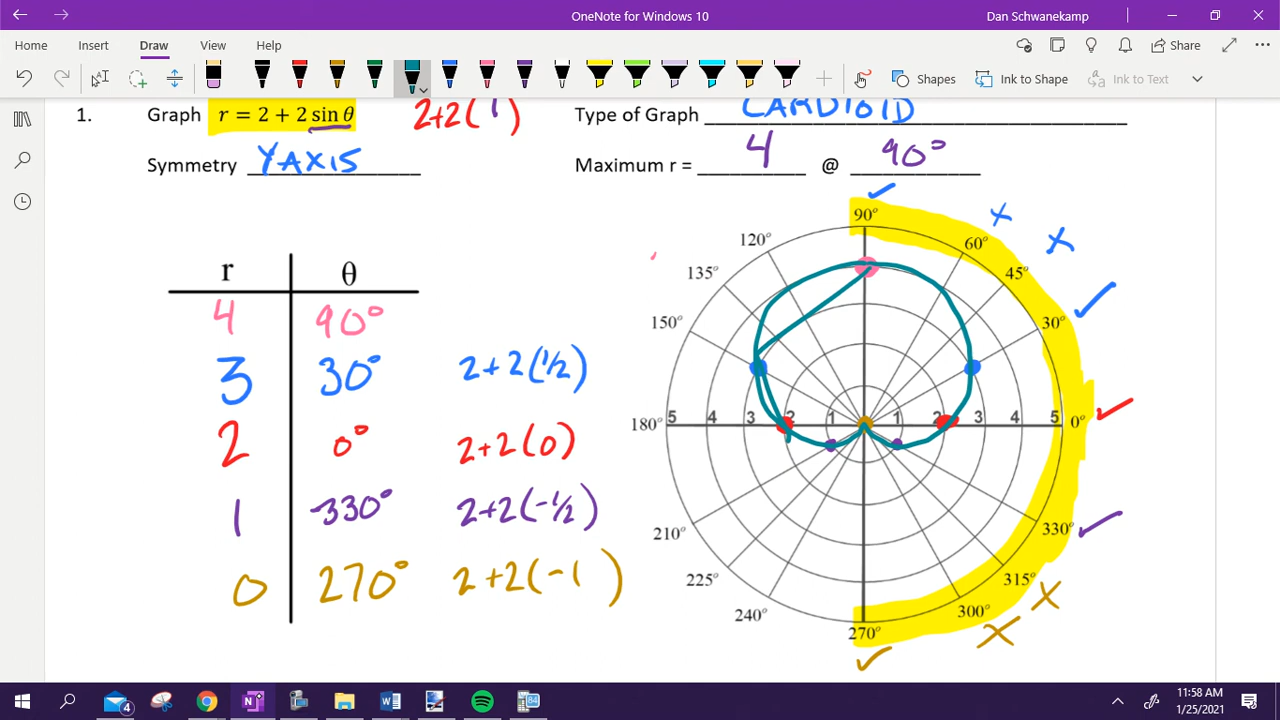 OneNote for Windows 10
Dan Schwanekamp
Home Insert Draw View Help
Share
Shapes Ink to Shape Ink to Text
1. Graph r = 2 + 2 sin θ 2+2(1)
Type of Graph CARDIOID
Symmetry YAXIS
Maximum r = 4 @ 90°
r θ
4 90°
3 30° 2+2(½)
2 0° 2+2(0)
1 330° 2+2(-½)
0 270° 2+2(-1)
90°
120° 60°
135° 45°
150° 30°
180° 5 4 3 2 1 1 2 3 4 5 0°
210° 330°
225° 315°
240° 300°
270°
4
11:58 AM
1/25/2021